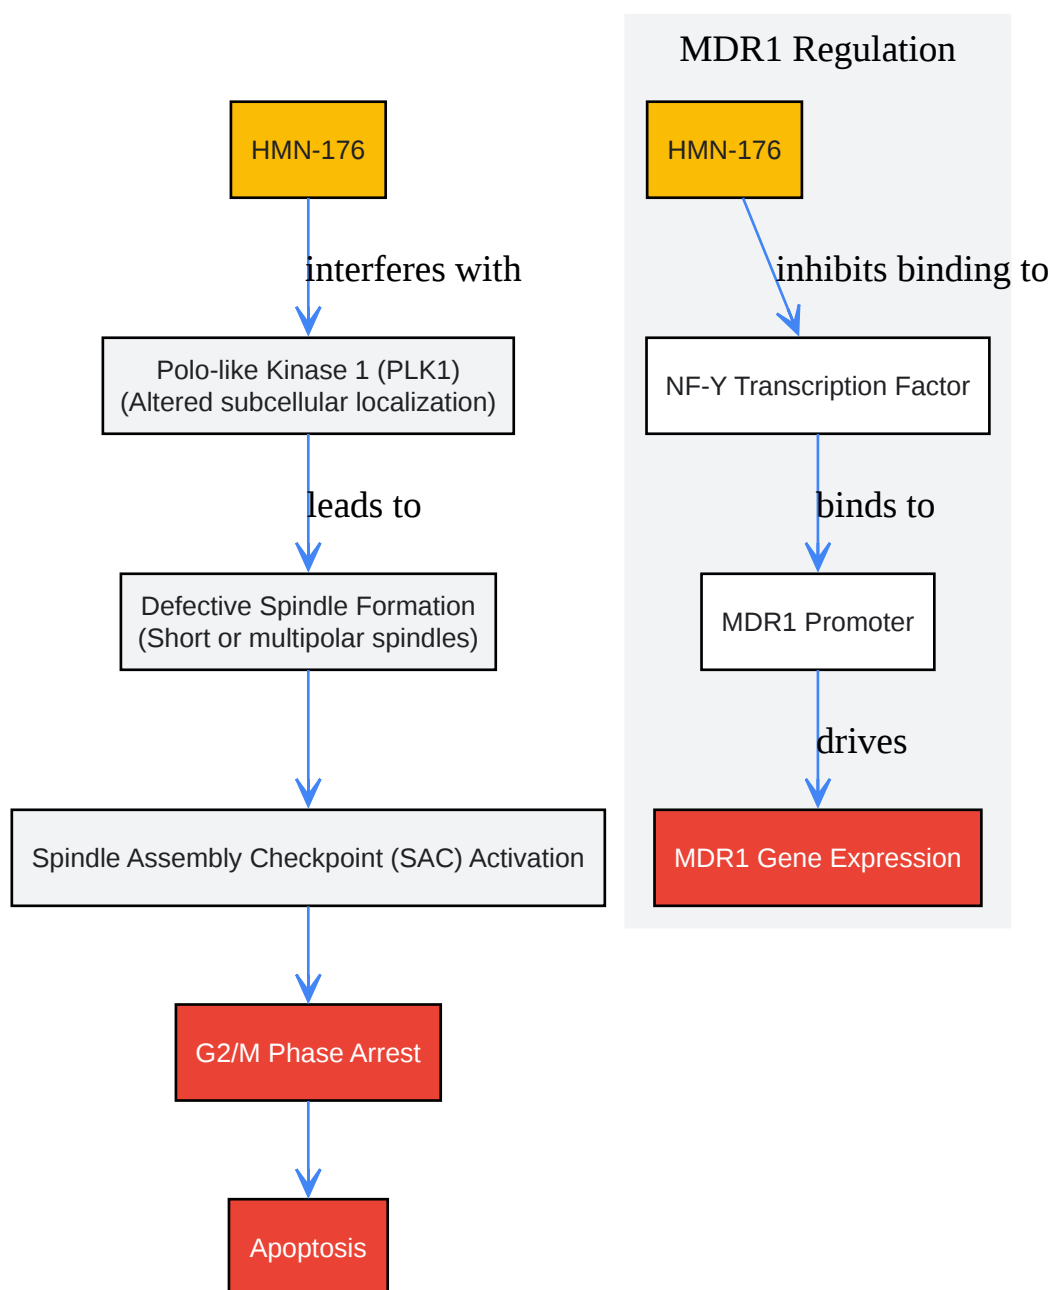 MDR1 Regulation
HMN-176
HMN-176
interferes with
inhibits binding to
Polo-like Kinase 1 (PLK1)
(Altered subcellular localization)
NF-Y Transcription Factor
leads to
binds to
Defective Spindle Formation
(Short or multipolar spindles)
MDR1 Promoter
drives
Spindle Assembly Checkpoint (SAC) Activation
MDR1 Gene Expression
G2/M Phase Arrest
Apoptosis